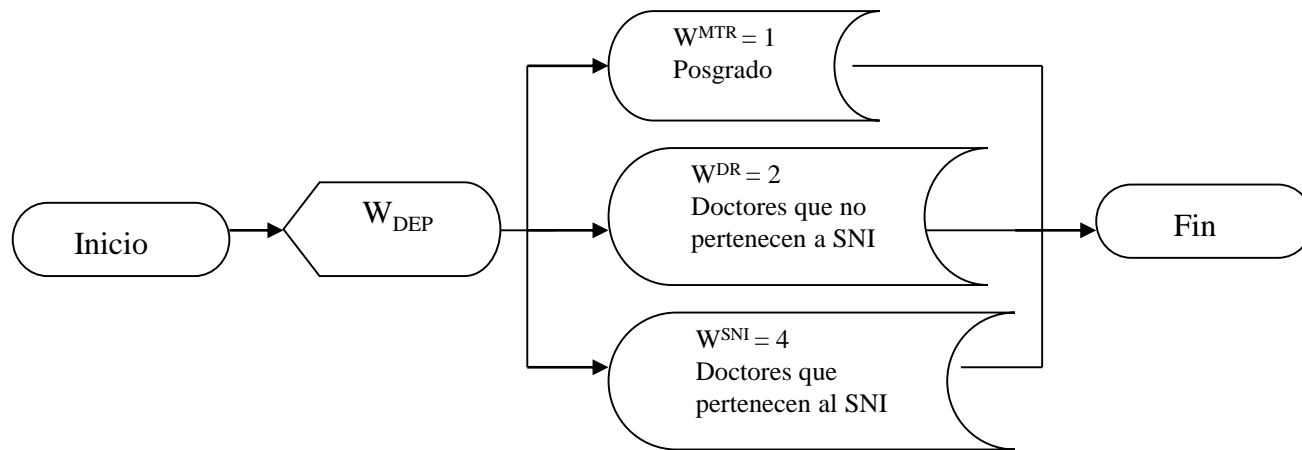 Inicio
W_DEP
W^MTR = 1
Posgrado
W^DR = 2
Doctores que no
pertenecen a SNI
W^SNI = 4
Doctores que
pertenecen al SNI
Fin